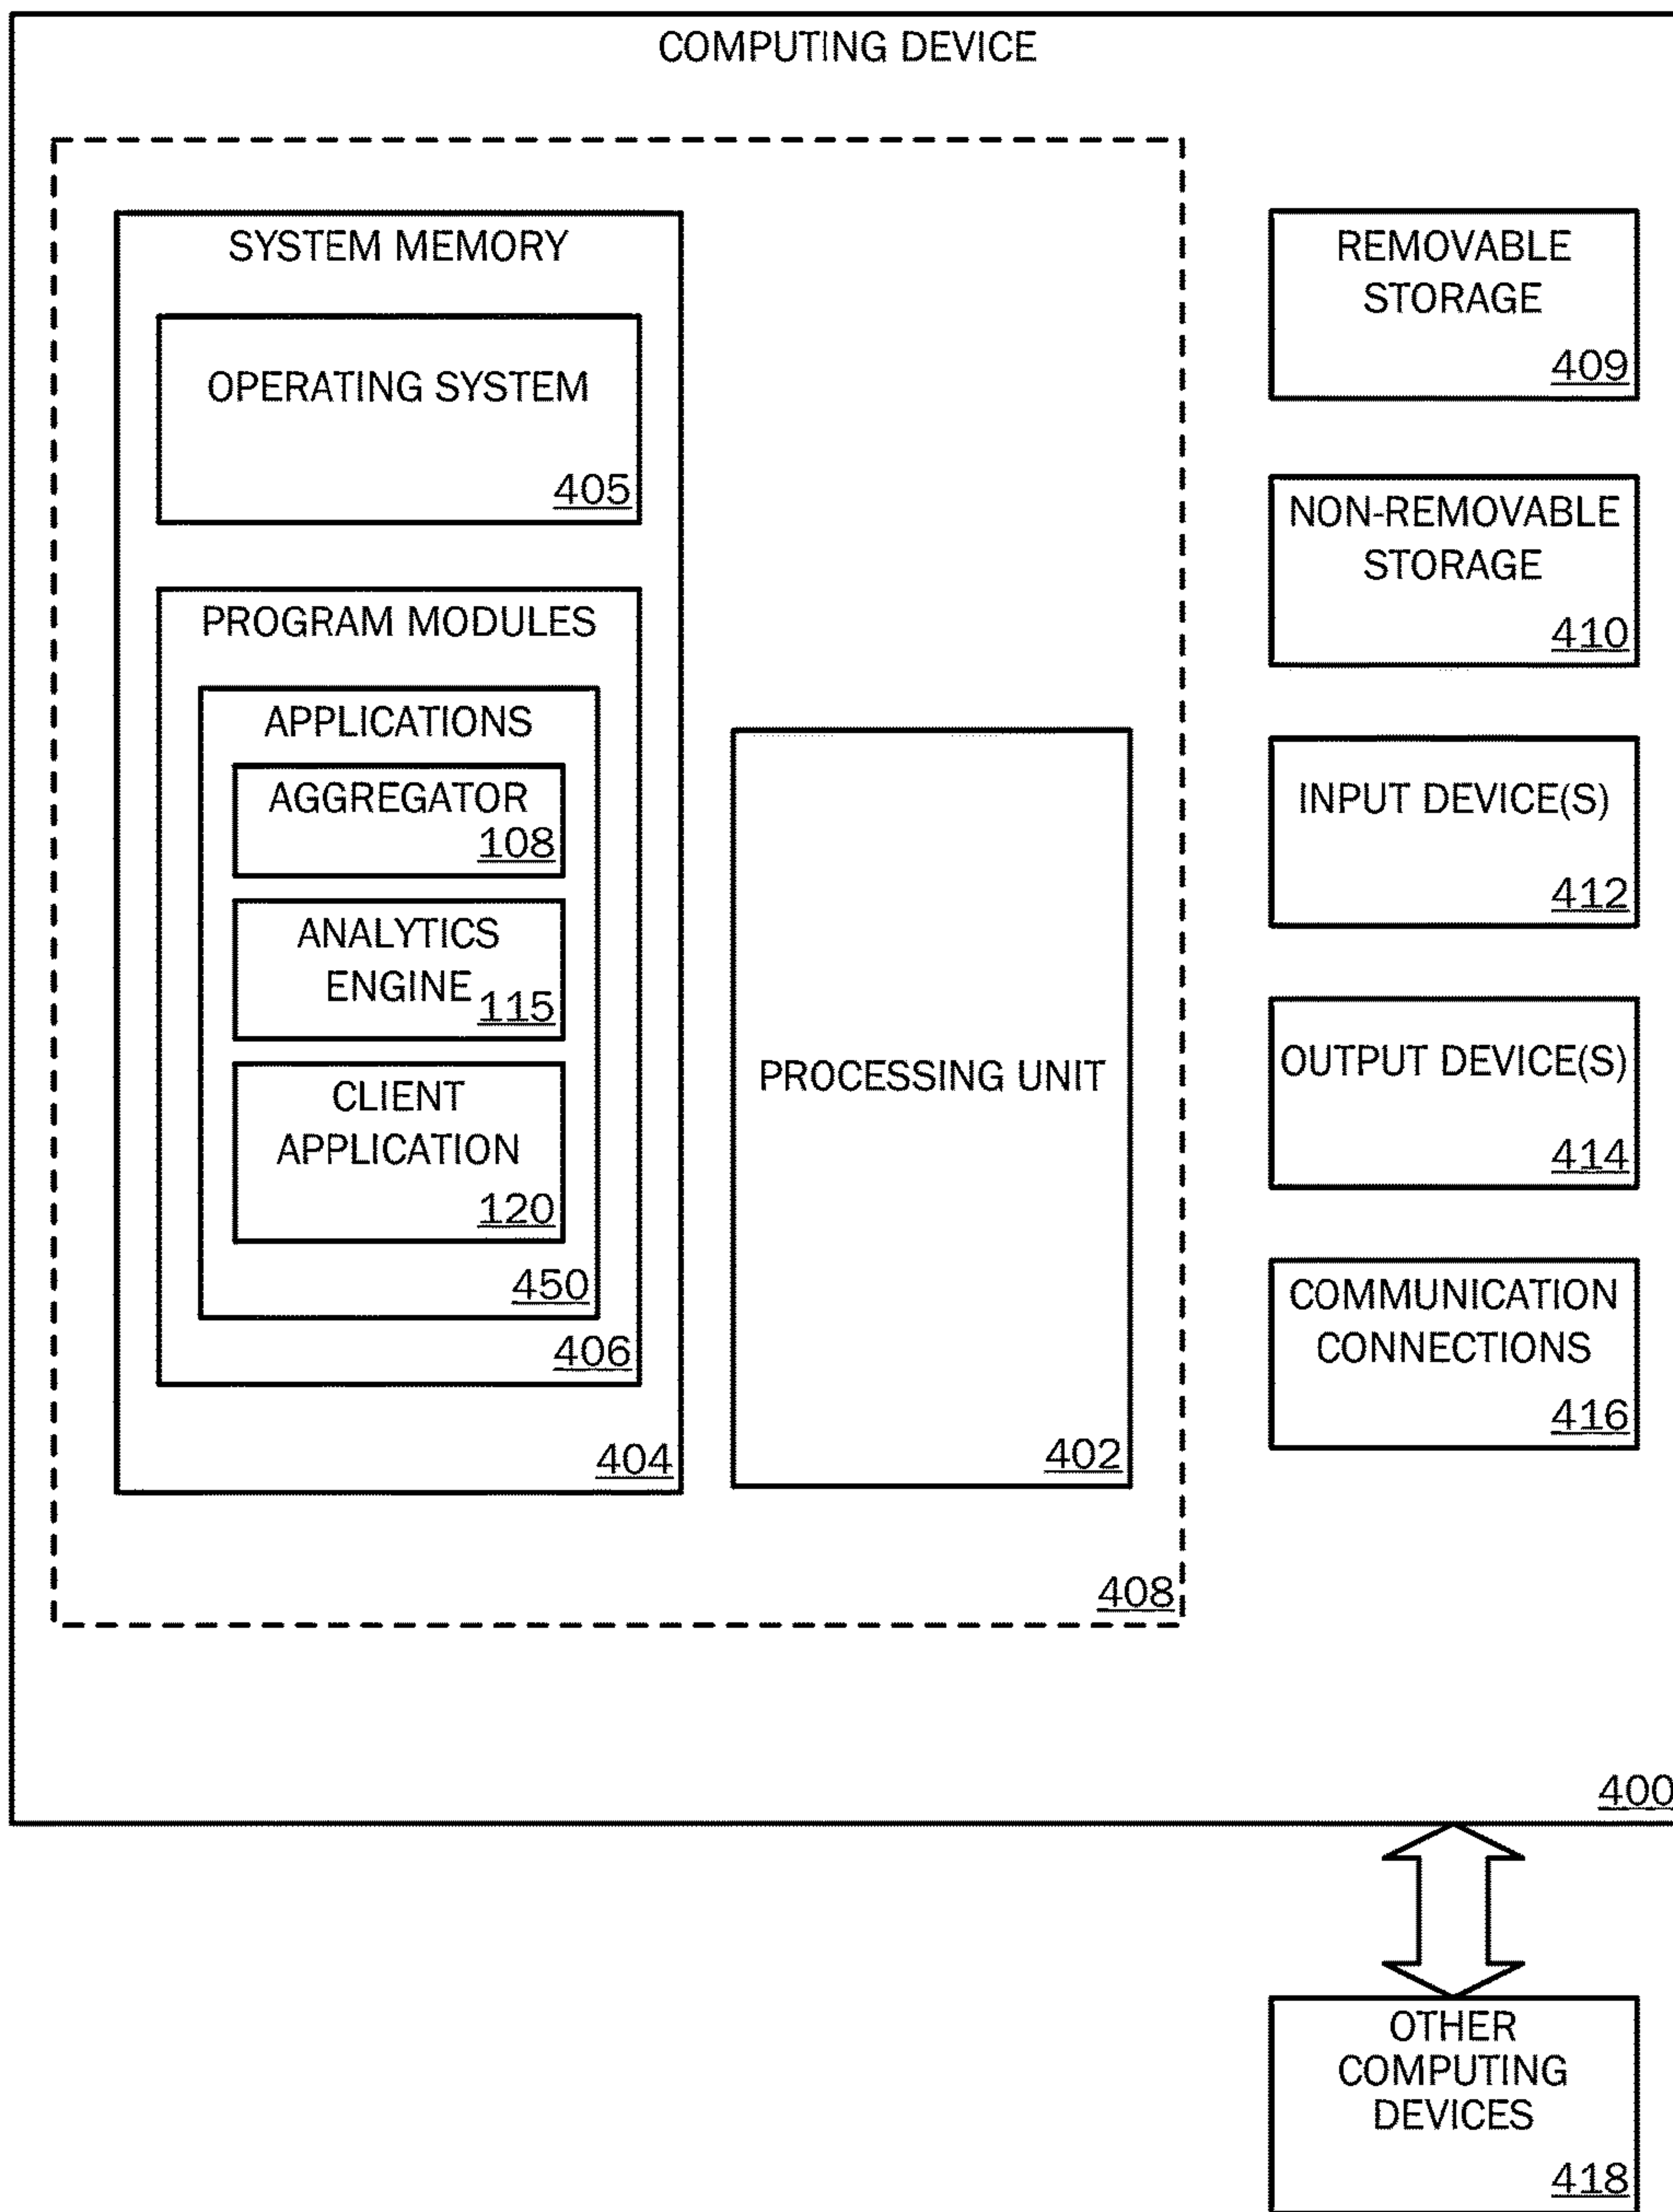 COMPUTING DEVICE
SYSTEM MEMORY
OPERATING SYSTEM
405
PROGRAM MODULES
APPLICATIONS
AGGREGATOR
108
ANALYTICS
ENGINE
115
CLIENT
APPLICATION
120
450
406
404
PROCESSING UNIT
402
408
REMOVABLE
STORAGE
409
NON-REMOVABLE
STORAGE
410
INPUT DEVICE(S)
412
OUTPUT DEVICE(S)
414
COMMUNICATION
CONNECTIONS
416
400
OTHER
COMPUTING
DEVICES
418